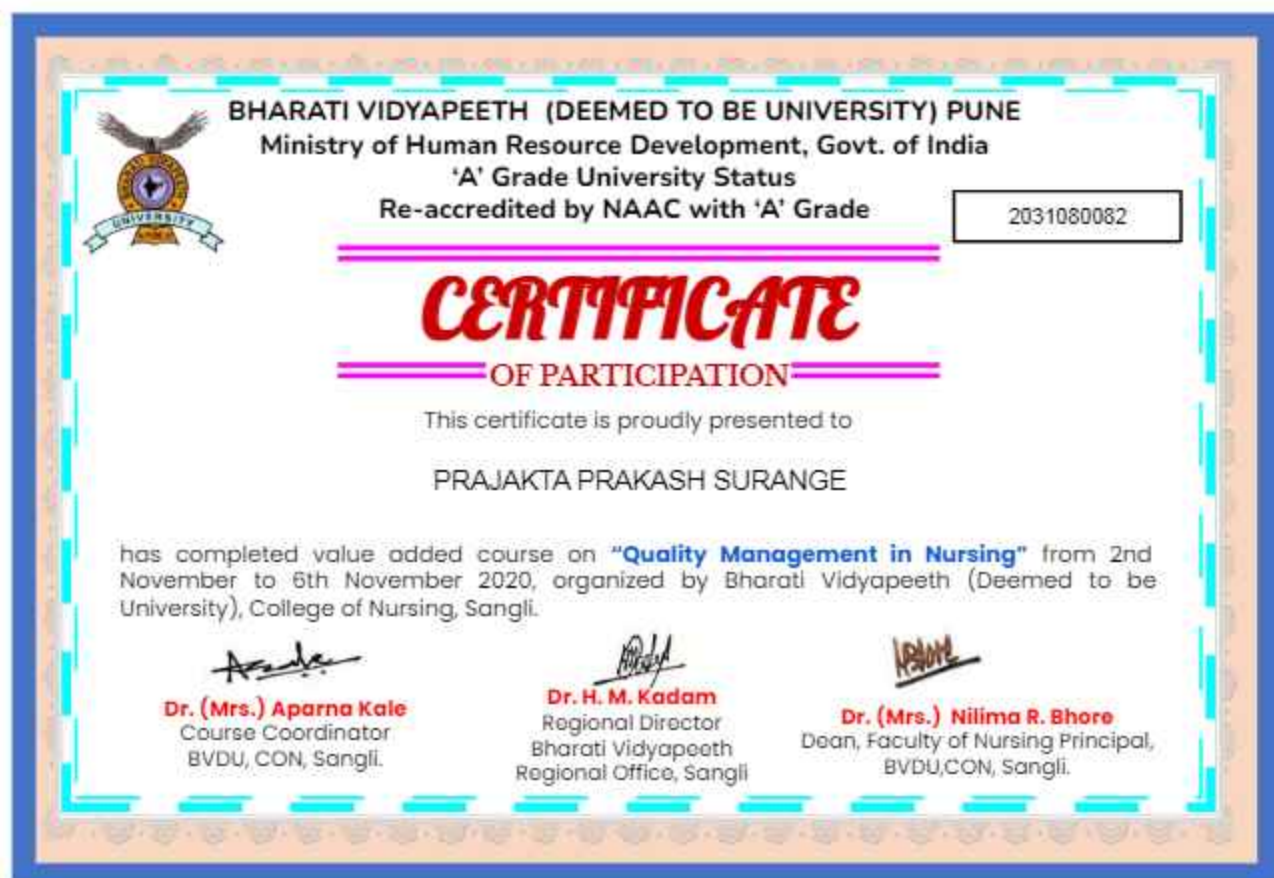 BHARATI VIDYAPEETH (DEEMED TO BE UNIVERSITY) PUNE
Ministry of Human Resource Development, Govt. of India
‘A’ Grade University Status
Re-accredited by NAAC with ‘A’ Grade
2031080082
BHARATI VIDYAPEETH
UNIVERSITY
CERTIFICATE
OF PARTICIPATION
This certificate is proudly presented to
PRAJAKTA PRAKASH SURANGE
has completed value added course on “Quality Management in Nursing” from 2nd
November to 6th November 2020, organized by Bharati Vidyapeeth (Deemed to be
University), College of Nursing, Sangli.
Dr. (Mrs.) Aparna Kale
Course Coordinator
BVDU, CON, Sangli.
Dr. H. M. Kadam
Regional Director
Bharati Vidyapeeth
Regional Office, Sangli
Dr. (Mrs.) Nilima R. Bhore
Dean, Faculty of Nursing Principal,
BVDU,CON, Sangli.